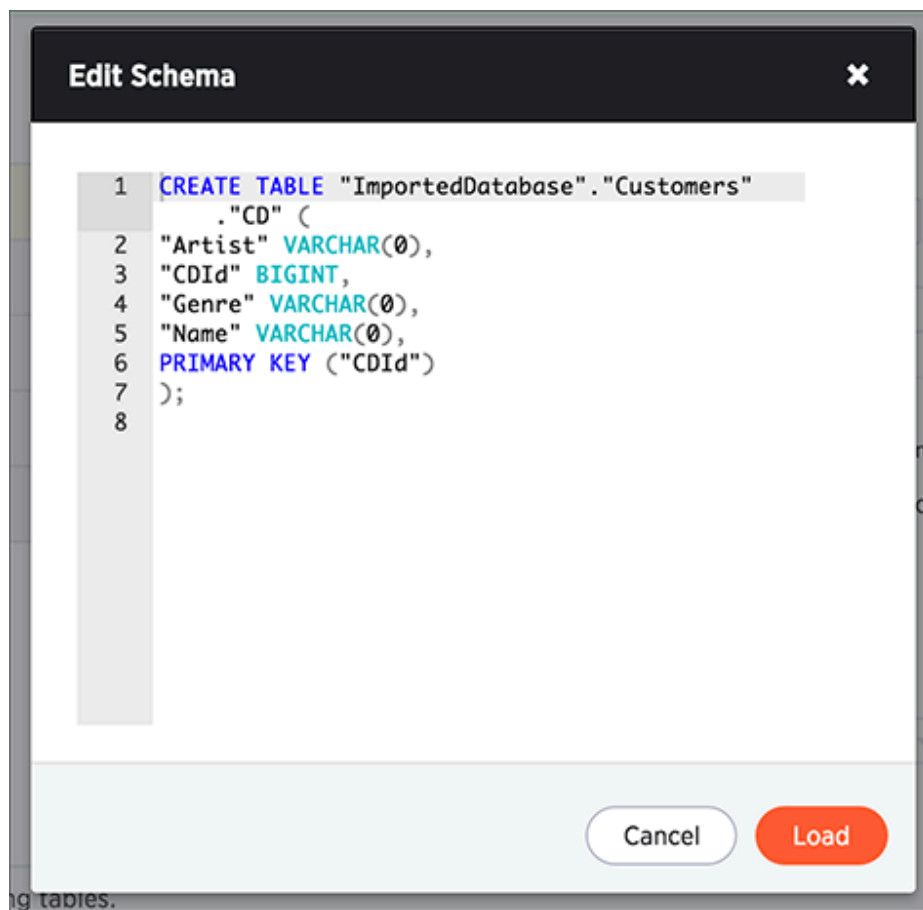 Edit Schema
1 CREATE TABLE "ImportedDatabase"."Customers"
."CD" (
2 "Artist" VARCHAR(0),
3 "CDId" BIGINT,
4 "Genre" VARCHAR(0),
5 "Name" VARCHAR(0),
6 PRIMARY KEY ("CDId")
7 );
8
Cancel Load
tables.